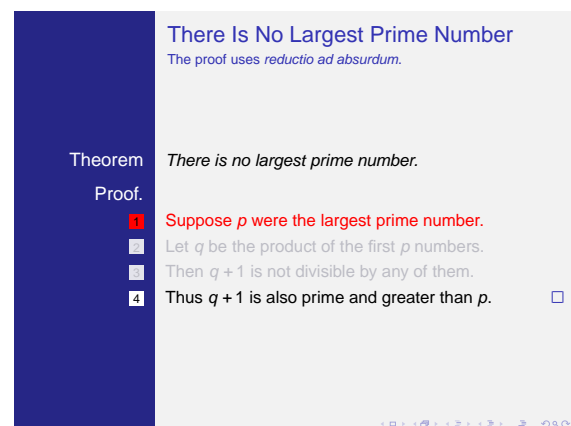 There Is No Largest Prime Number
The proof uses reductio ad absurdum.
Theorem There is no largest prime number.
Proof.
1 Suppose p were the largest prime number.
2 Let q be the product of the first p numbers.
3 Then q + 1 is not divisible by any of them.
4 Thus q + 1 is also prime and greater than p. □